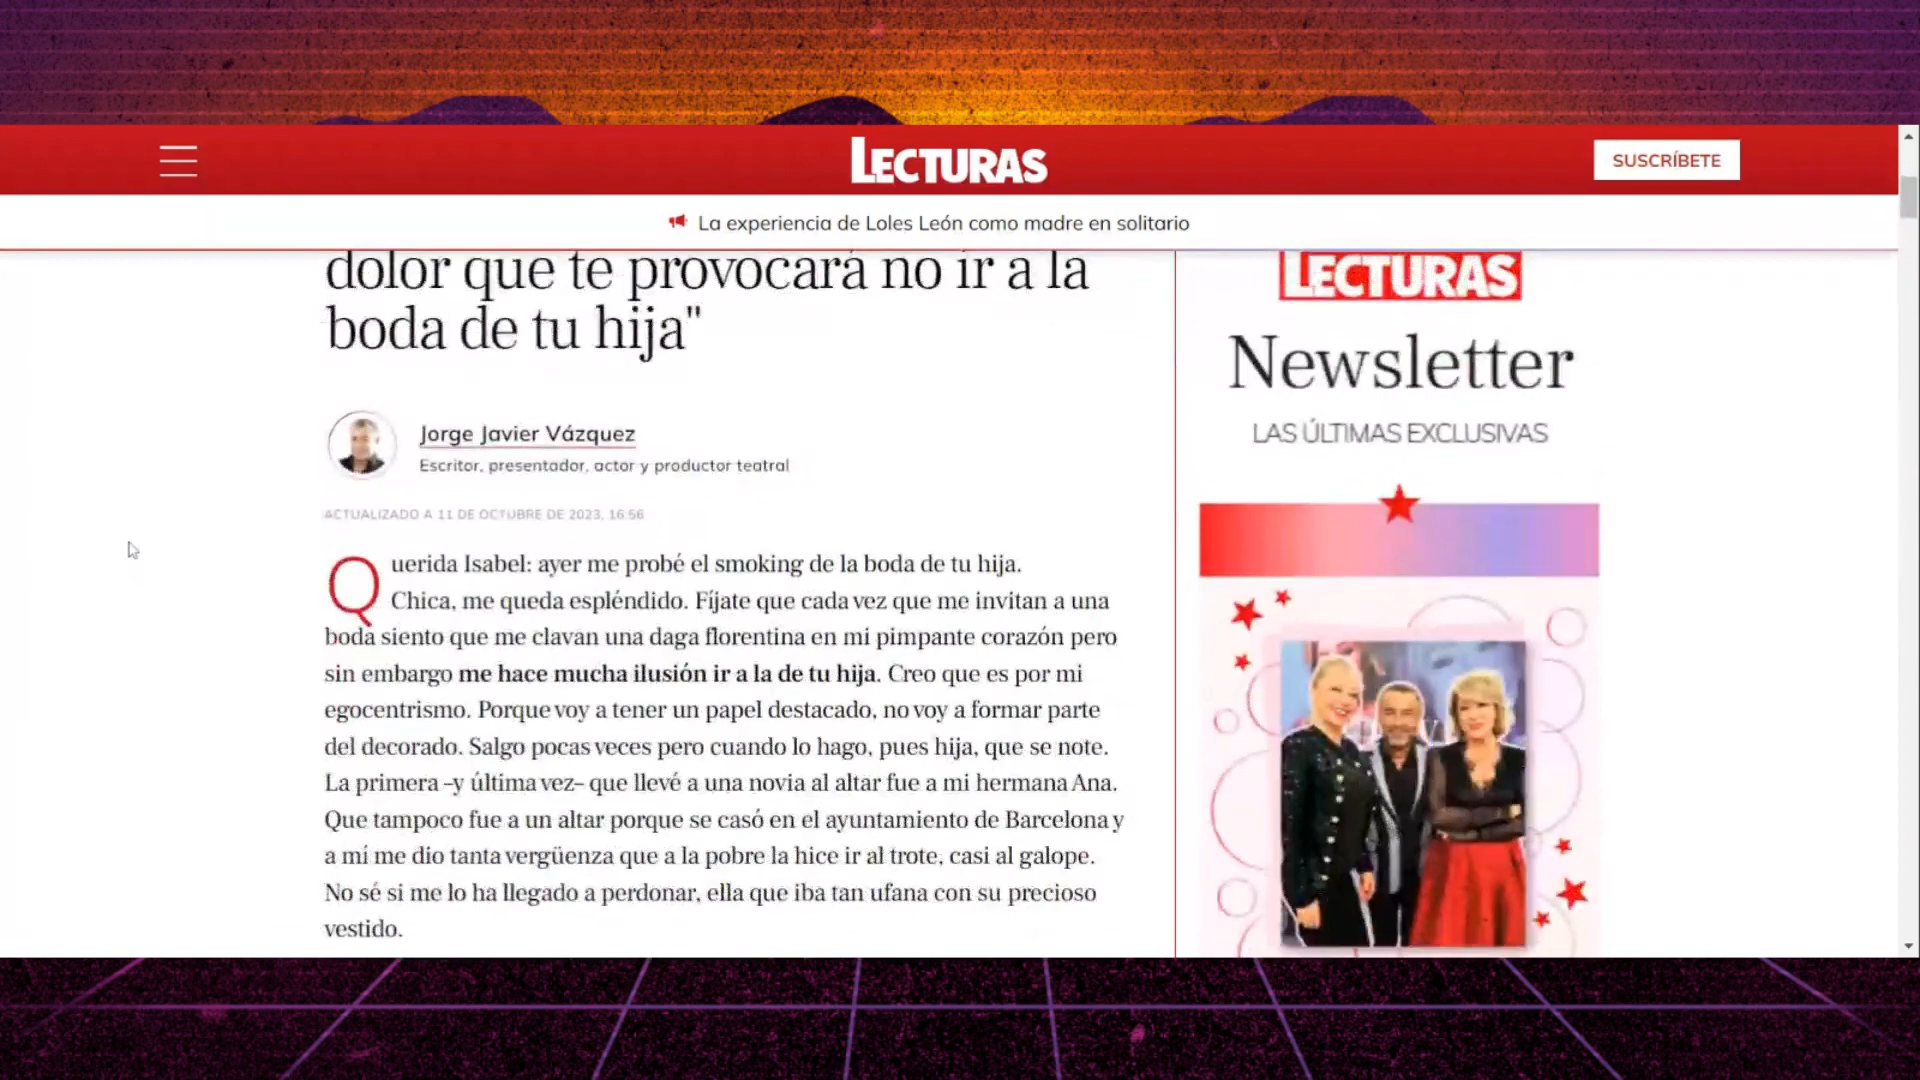 LECTURAS
SUSCRÍBETE
La experiencia de Loles León como madre en solitario
dolor que te provocará no ir a la
boda de tu hija"
Jorge Javier Vázquez
Escritor, presentador, actor y productor teatral
ACTUALIZADO A 11 DE OCTUBRE DE 2023, 16:56
Querida Isabel: ayer me probé el smoking de la boda de tu hija.
Chica, me queda espléndido. Fíjate que cada vez que me invitan a una
boda siento que me clavan una daga florentina en mi pimpante corazón pero
sin embargo me hace mucha ilusión ir a la de tu hija. Creo que es por mi
egocentrismo. Porque voy a tener un papel destacado, no voy a formar parte
del decorado. Salgo pocas veces pero cuando lo hago, pues hija, que se note.
La primera –y última vez– que llevé a una novia al altar fue a mi hermana Ana.
Que tampoco fue a un altar porque se casó en el ayuntamiento de Barcelona y
a mí me dio tanta vergüenza que a la pobre la hice ir al trote, casi al galope.
No sé si me lo ha llegado a perdonar, ella que iba tan ufana con su precioso
vestido.
LECTURAS
Newsletter
LAS ÚLTIMAS EXCLUSIVAS